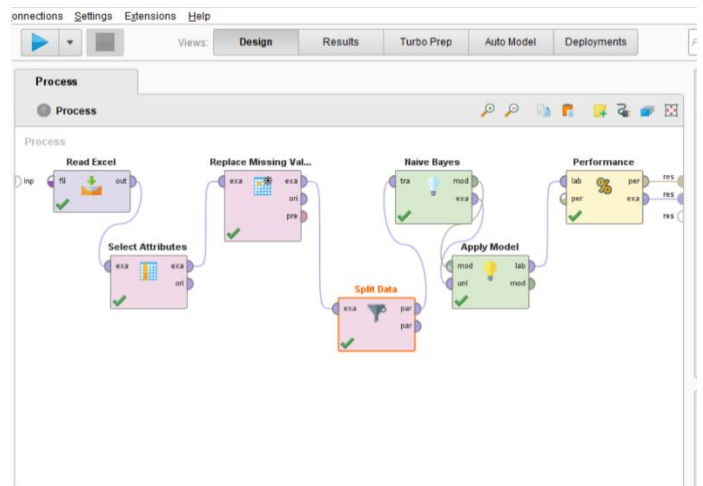 onnections Settings Extensions Help
Views: Design Results Turbo Prep Auto Model Deployments
Process
Process
Process
Read Excel Replace Missing Val... Naive Bayes Performance
inp fil out exa exa tra mod lab per res
ori exa per exa res
pre res
Select Attributes Apply Model
exa exa mod lab
ori unl mod
Split Data
exa par
par